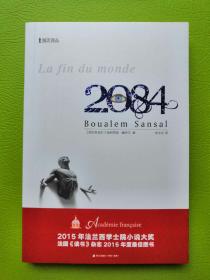 La fin du monde
2084
Boualem Sansal
Académie française
2015年法兰西学士院小说大奖
法国《读书》杂志2015年度最佳图书